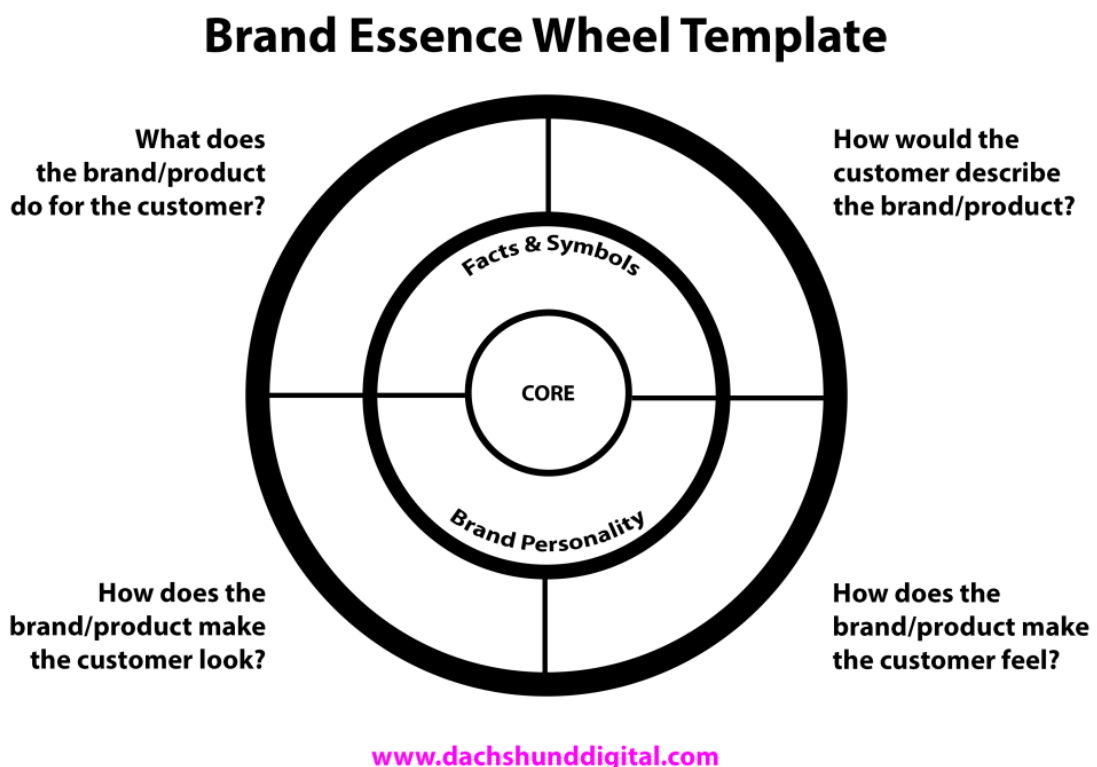 Brand Essence Wheel Template
What does
the brand/product
do for the customer?
How would the
customer describe
the brand/product?
Facts & Symbols
CORE
Brand Personality
How does the
brand/product make
the customer look?
How does the
brand/product make
the customer feel?
www.dachshunddigital.com